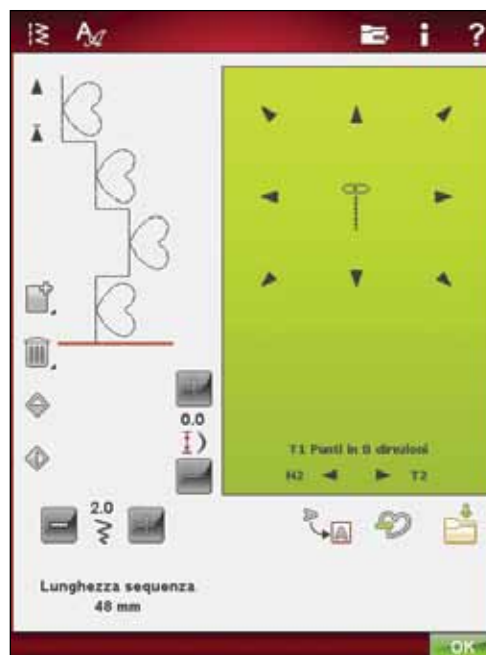 i ?
0.0
T1 Punti in 8 direzioni
N2 T2
2.0
A
Lunghezza sequenza
48 mm
OK